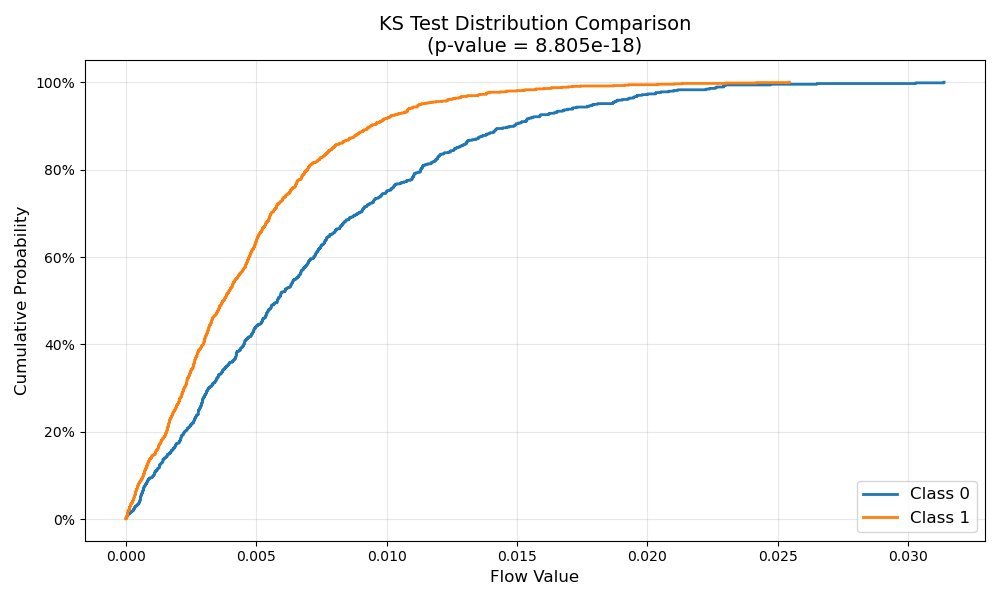 KS Test Distribution Comparison
(p-value = 8.805e-18)
Cumulative Probability
100%
80%
60%
40%
20%
0%
0.000 0.005 0.010 0.015 0.020 0.025 0.030
Flow Value
Class 0
Class 1